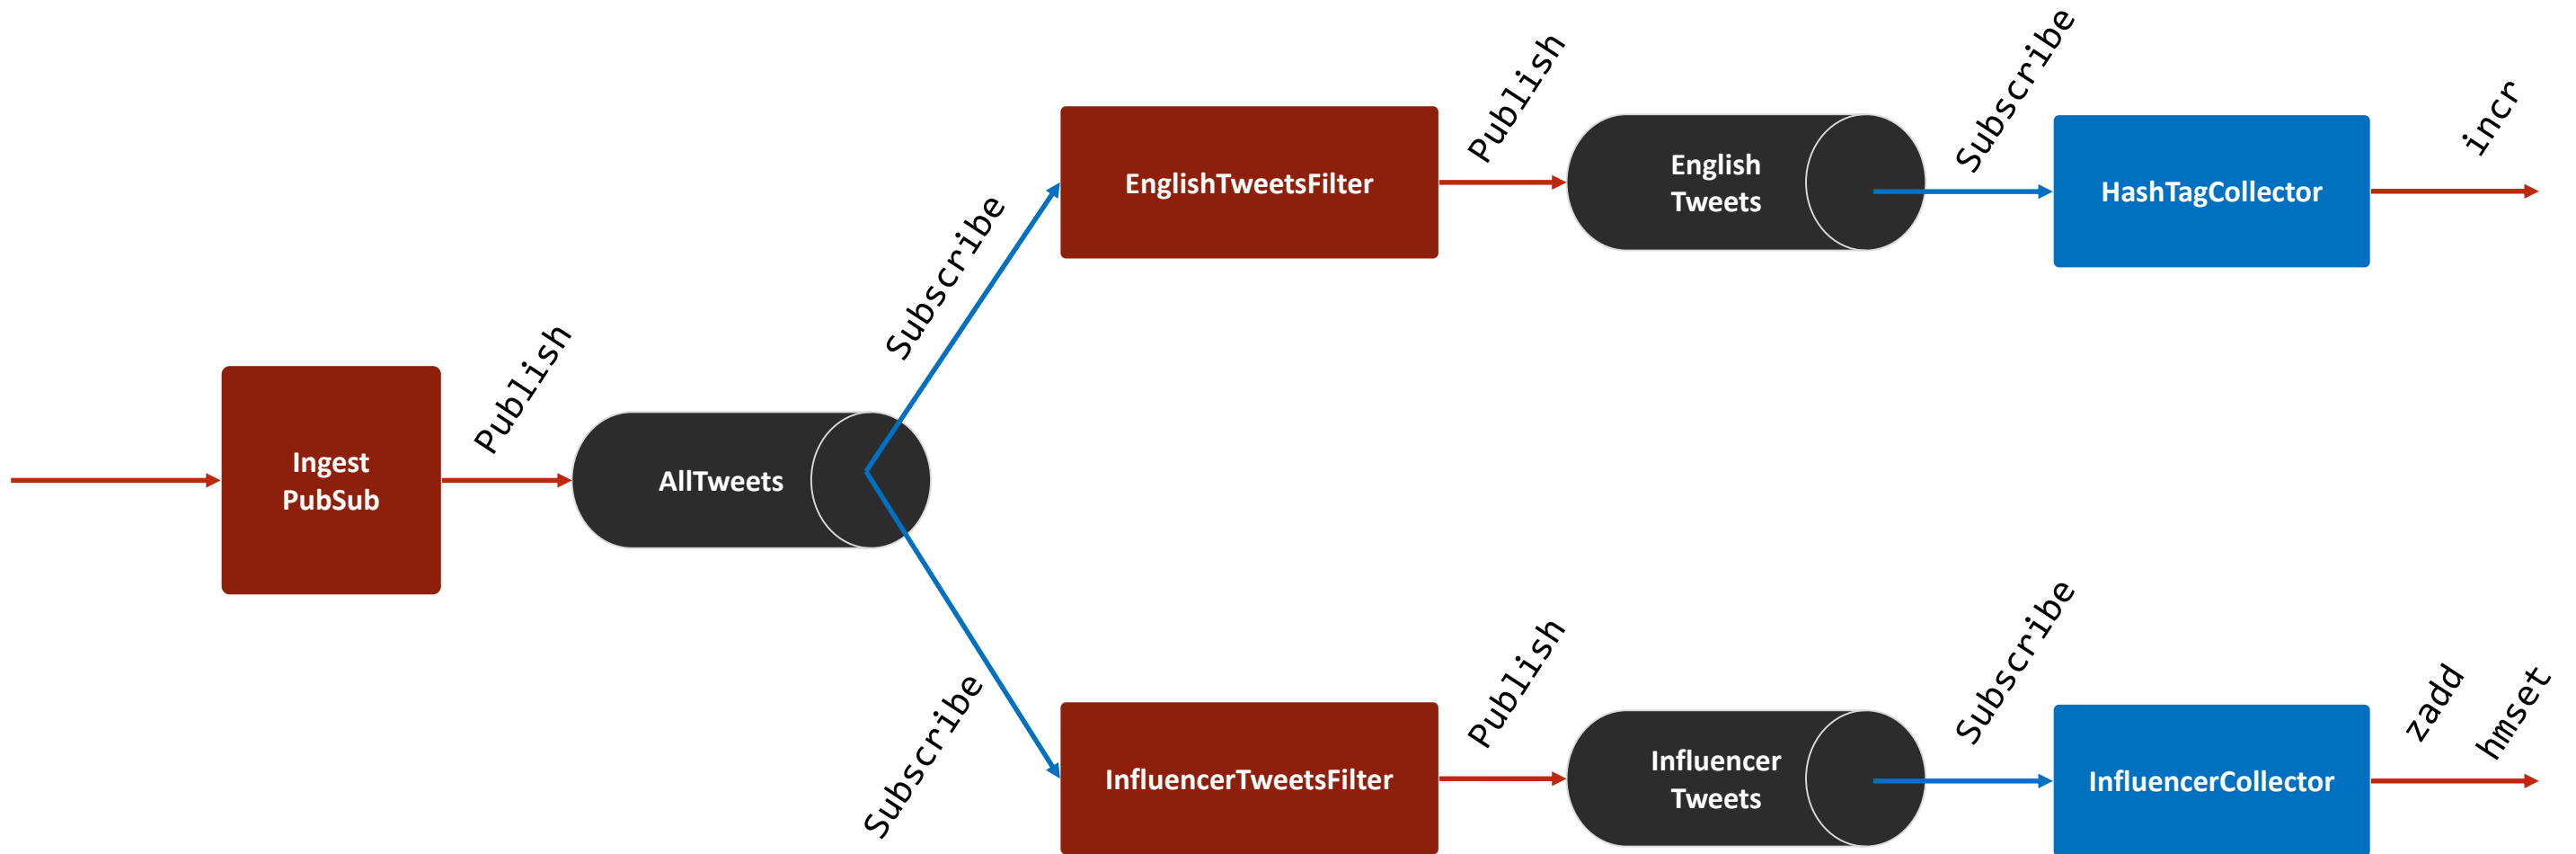 Ingest
PubSub
Publish
AllTweets
Subscribe
Subscribe
EnglishTweetsFilter
Publish
English
Tweets
Subscribe
HashTagCollector
incr
InfluencerTweetsFilter
Publish
Influencer
Tweets
Subscribe
InfluencerCollector
zadd
hmset